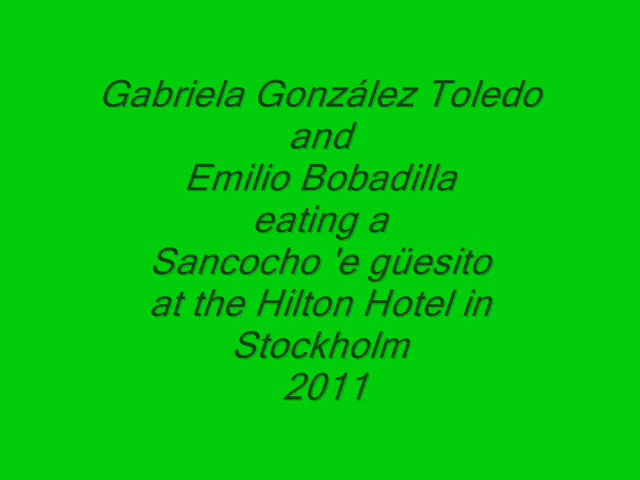 Gabriela González Toledo
and
Emilio Bobadilla
eating a
Sancocho 'e güesito
at the Hilton Hotel in
Stockholm
2011